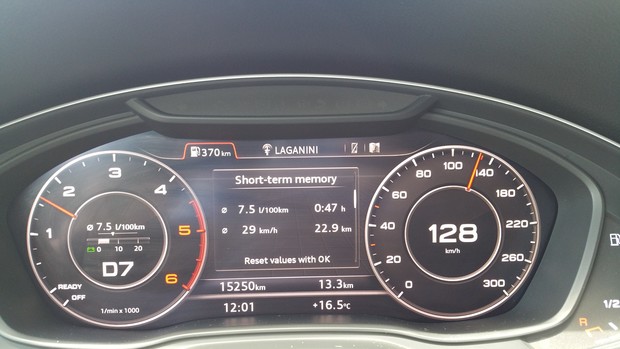 370 km LAGANINI
Short-term memory
ø 7.5 l/100km 0:47 h
ø 29 km/h 22.9 km
Reset values with OK
15250km 13.3km
12:01 +16.5°C
1 2 3 4 5 6
READY
OFF
1/min x 1000
ø 7.5 l/100km
0 10 20
D7
0 20 40 60 80 100 140 180 220 260 300
128
km/h
1/2
R